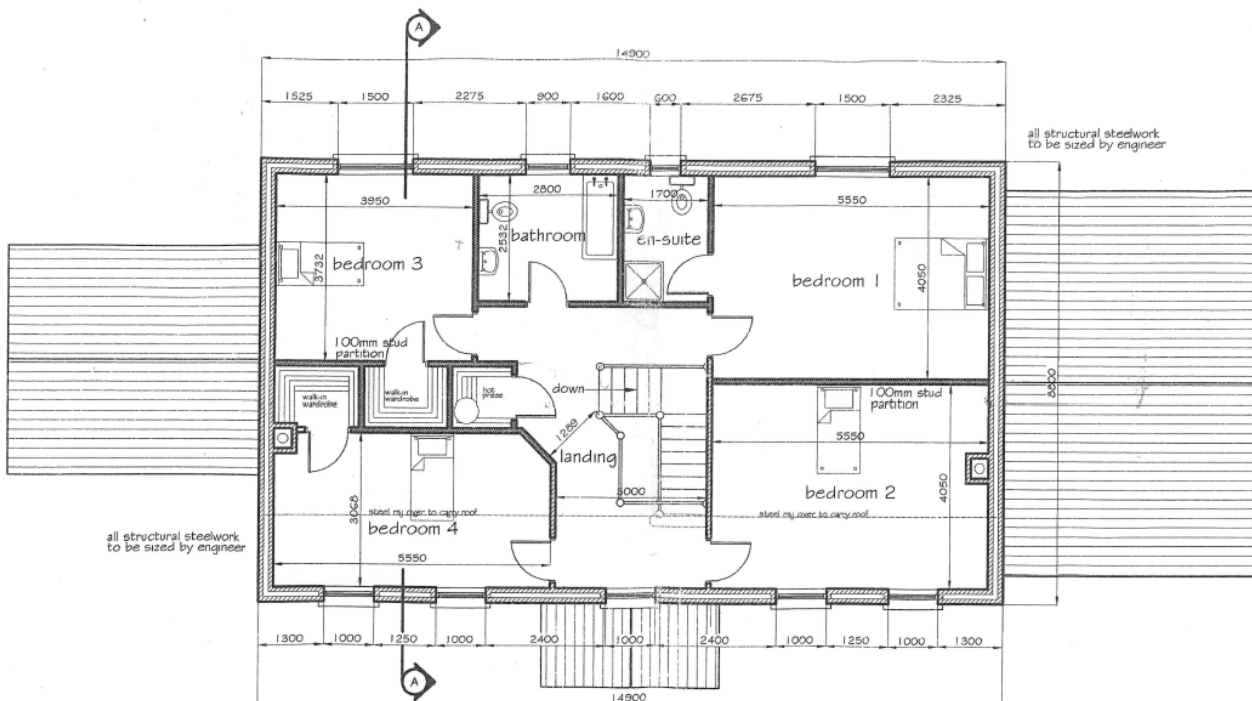 A
14900
1525
1500
2275
900
1600
600
2675
1500
2325
all structural steelwork
to be sized by engineer
3950
2800
1700
5550
bathroom
en-suite
2532
bedroom 3
3732
bedroom 1
4050
8800
100mm stud
partition
walk-in
wardrobe
walk-in
wardrobe
hot
press
down
100mm stud
partition
1289
landing
5550
3000
bedroom 2
4050
3068
steel rsj over to carry roof
bedroom 4
steel rsj over to carry roof
all structural steelwork
to be sized by engineer
5550
1300
1000
1250
1000
2400
1000
2400
1000
1250
1000
1300
A
14900